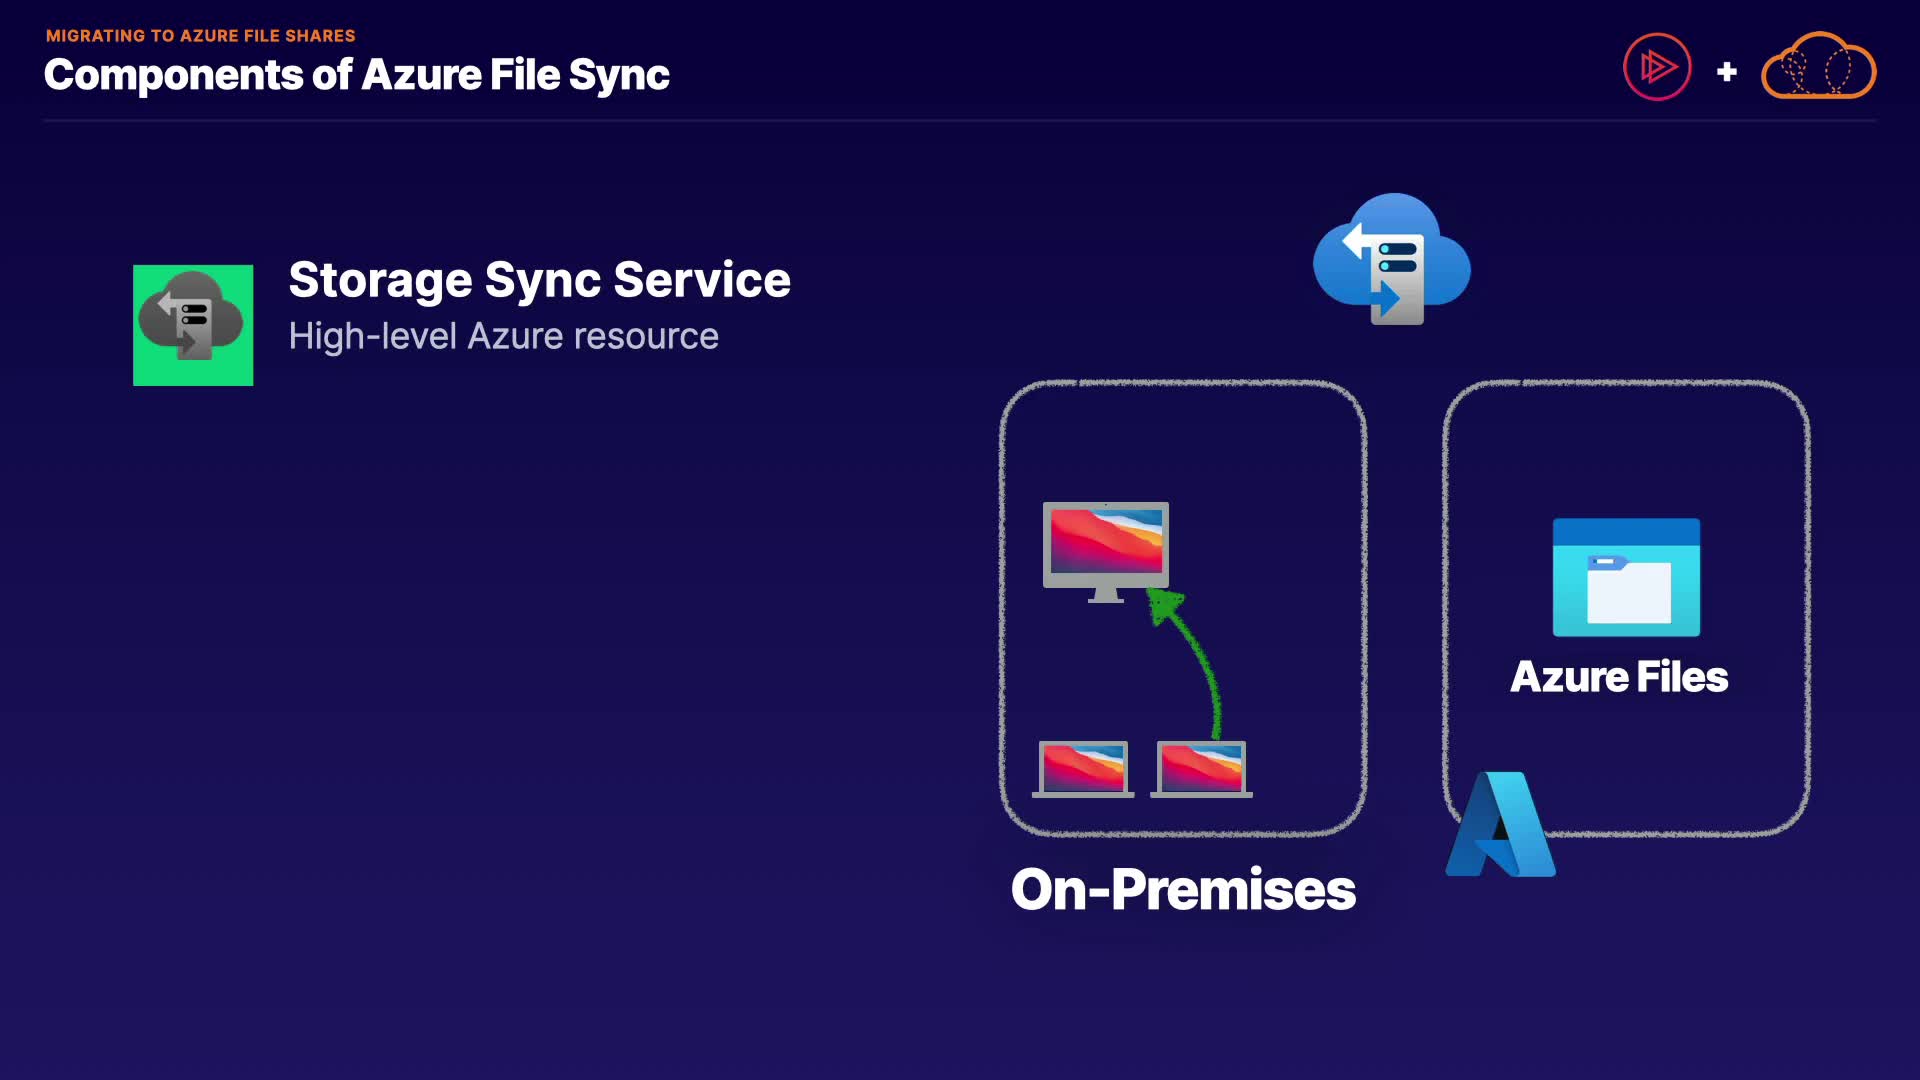 MIGRATING TO AZURE FILE SHARES
Components of Azure File Sync
Storage Sync Service
High-level Azure resource
Azure Files
On-Premises